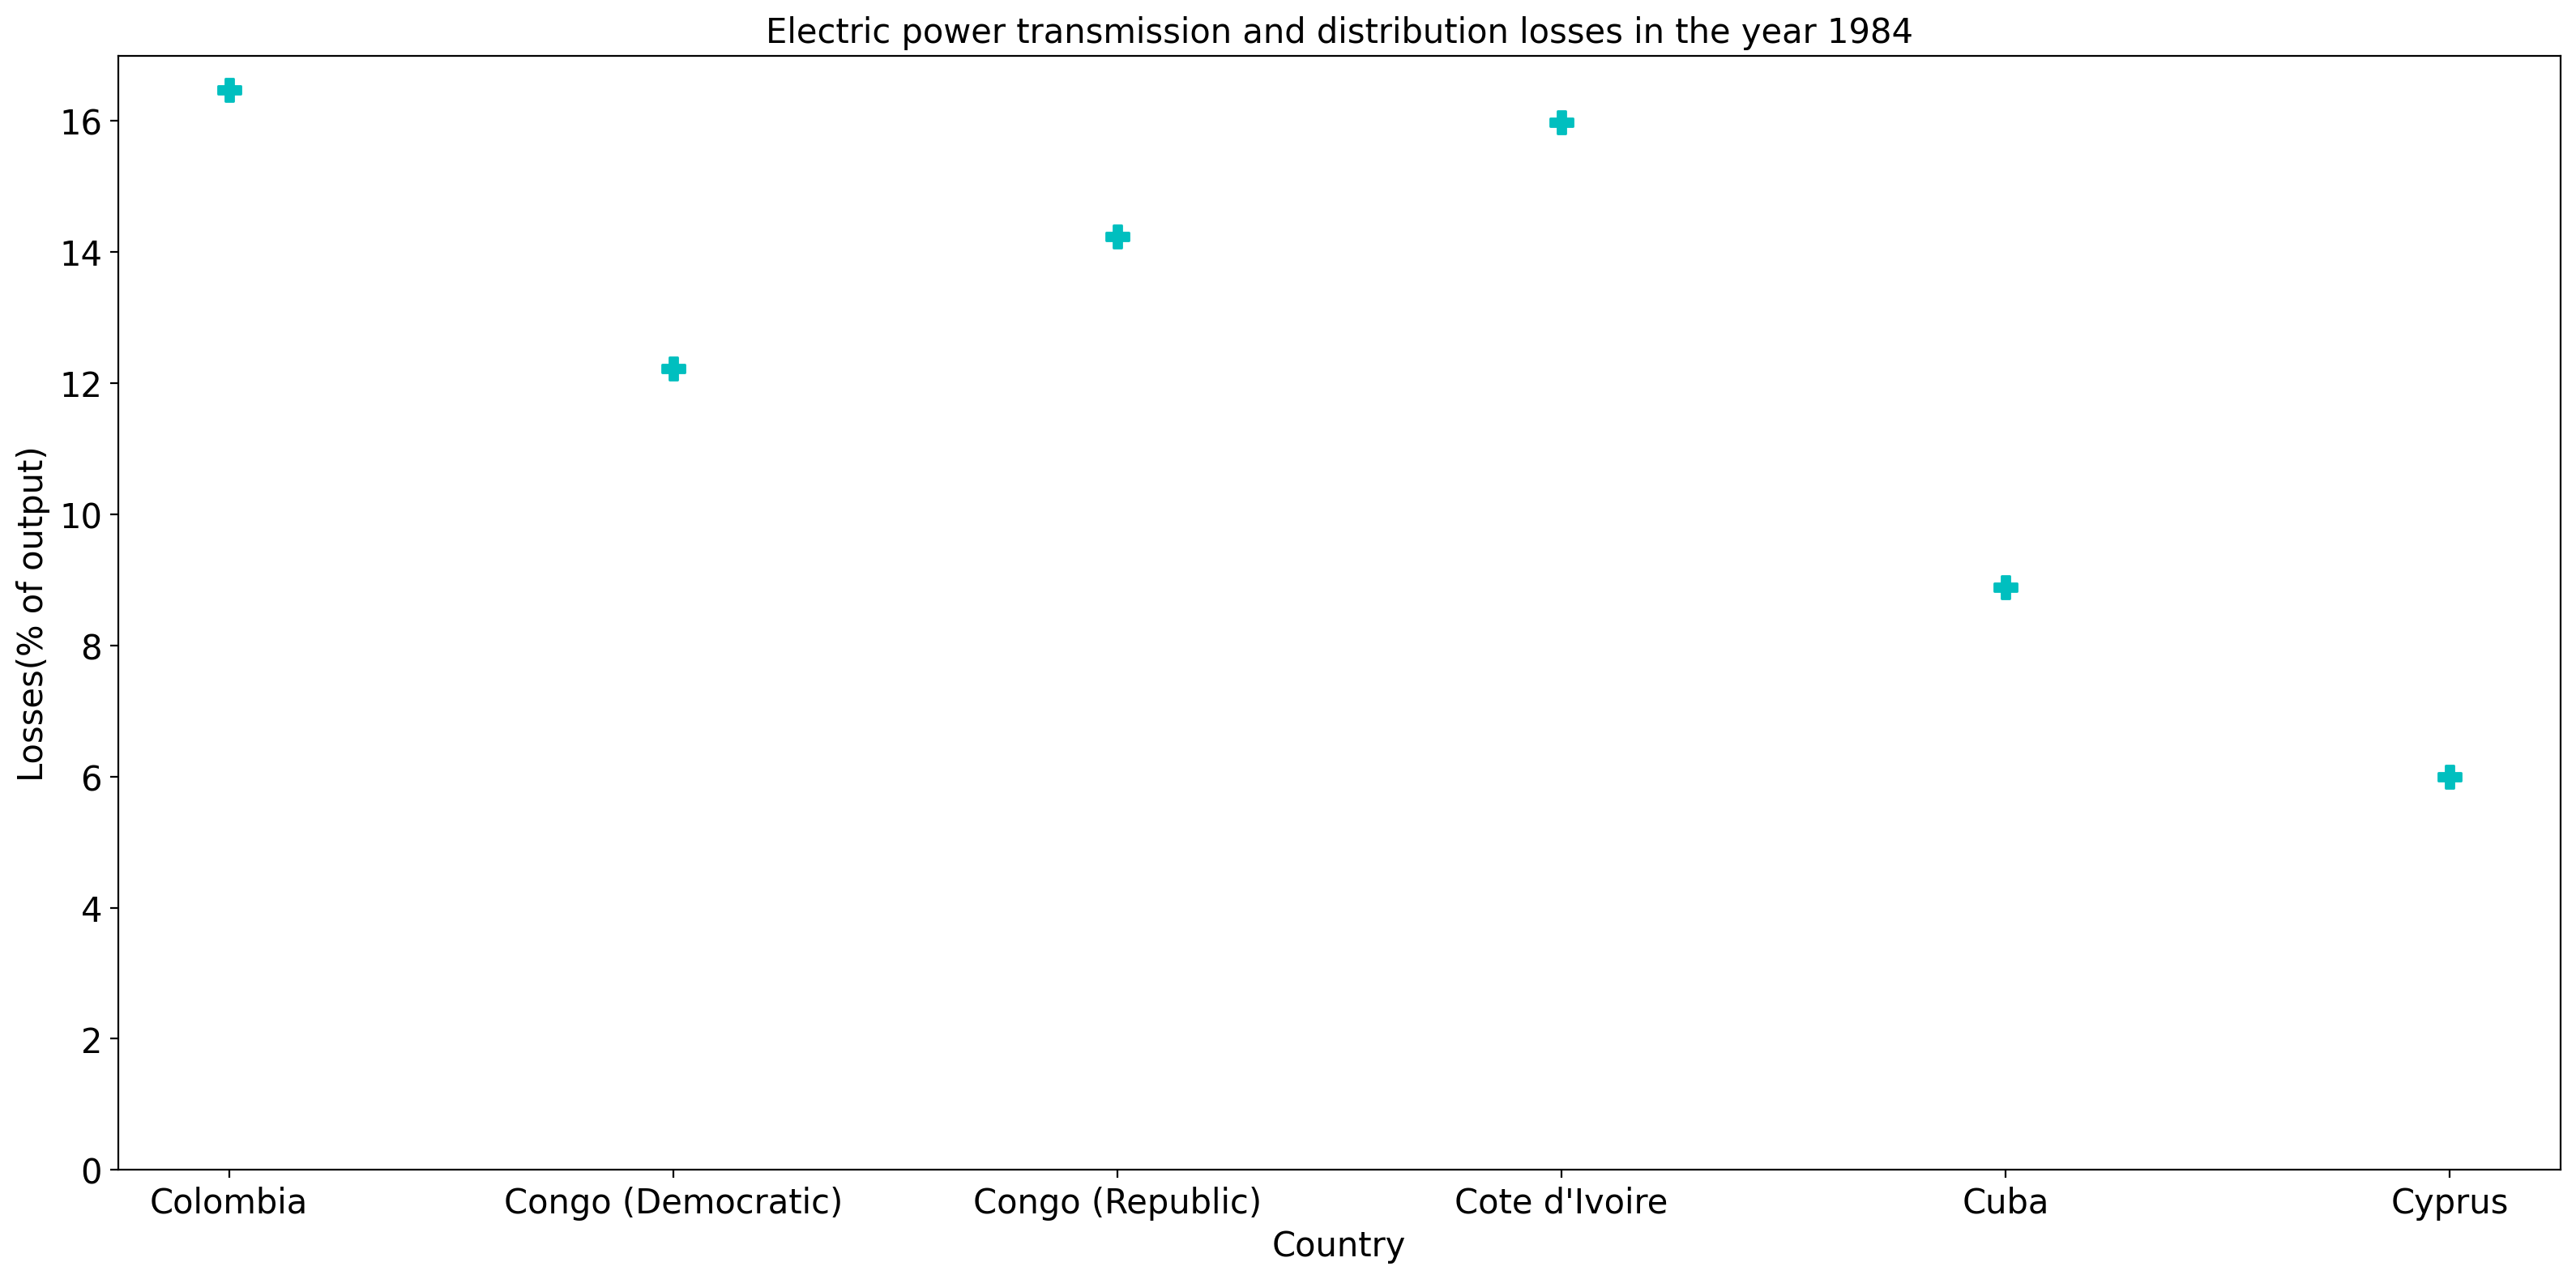 Electric power transmission and distribution losses in the year 1984
Losses(% of output)
16
14
12
10
8
6
4
2
0
Colombia Congo (Democratic) Congo (Republic) Cote d'Ivoire Cuba Cyprus
Country